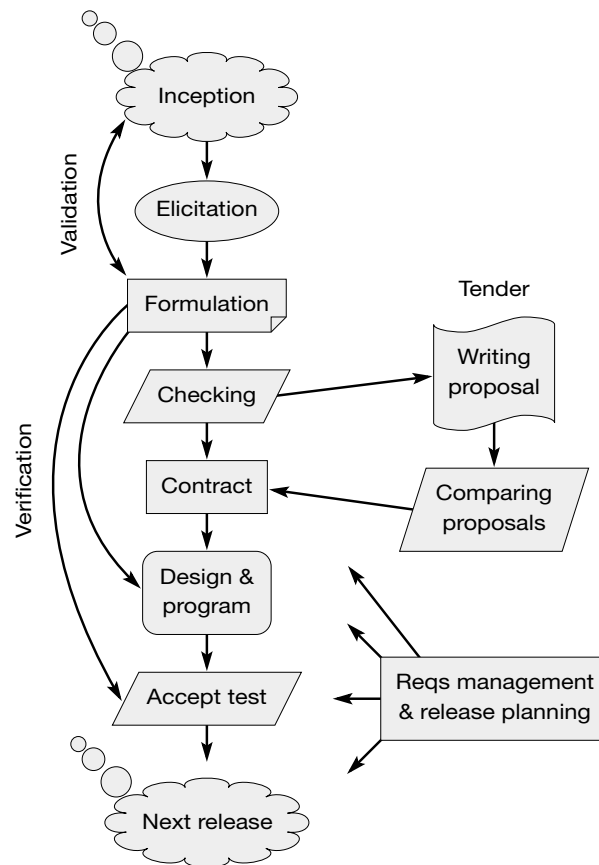 Inception
Validation
Elicitation
Formulation
Tender
Writing
proposal
Checking
Verification
Contract
Comparing
proposals
Design &
program
Reqs management
& release planning
Accept test
Next release